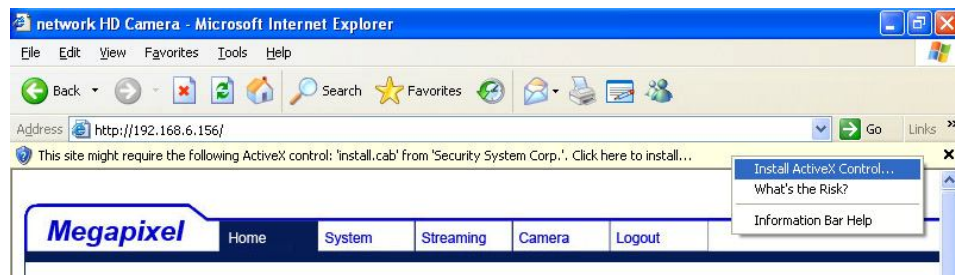 network HD Camera - Microsoft Internet Explorer
File Edit View Favorites Tools Help
Back Search Favorites
Address http://192.168.6.156/ Go Links »
This site might require the following ActiveX control: 'install.cab' from 'Security System Corp.'. Click here to install...
Install ActiveX Control...
What's the Risk?
Information Bar Help
Megapixel Home System Streaming Camera Logout